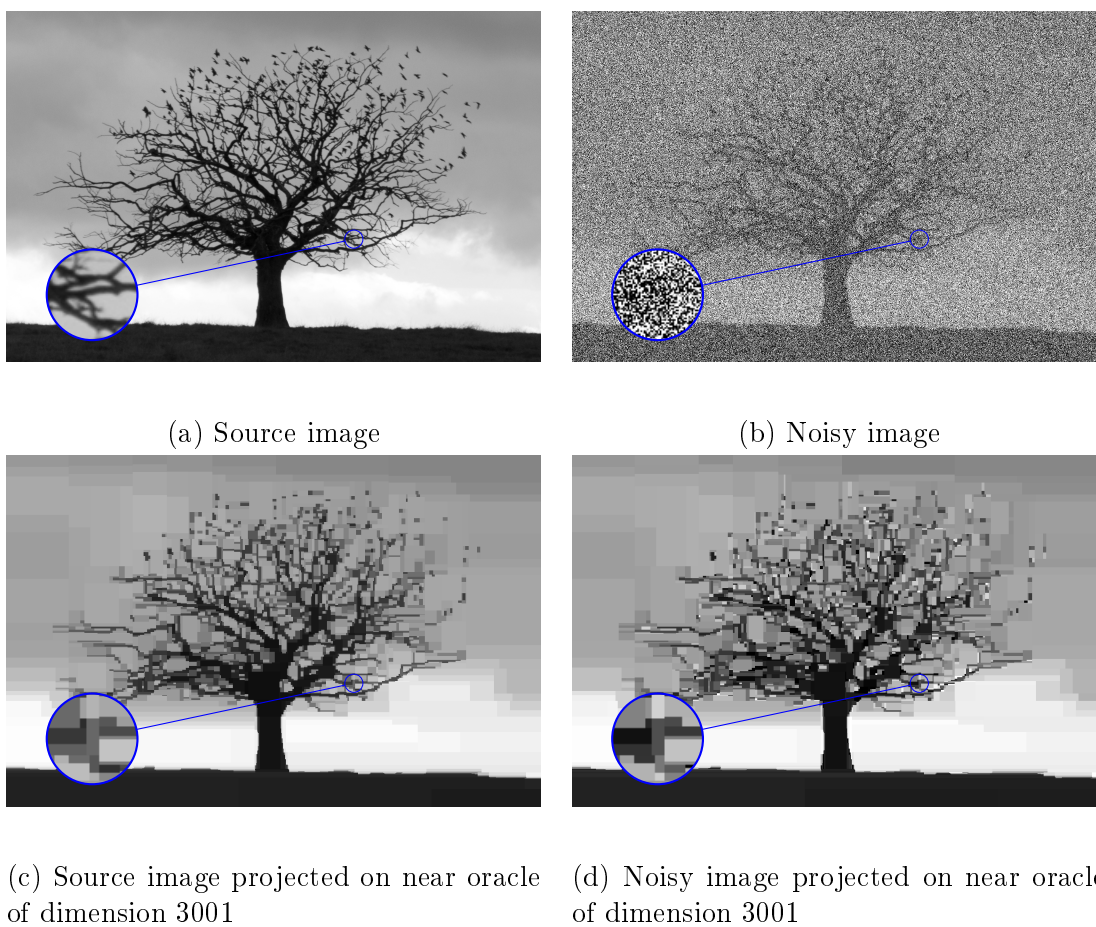 (a) Source image
(b) Noisy image
(c) Source image projected on near oracle
of dimension 3001
(d) Noisy image projected on near oracle
of dimension 3001